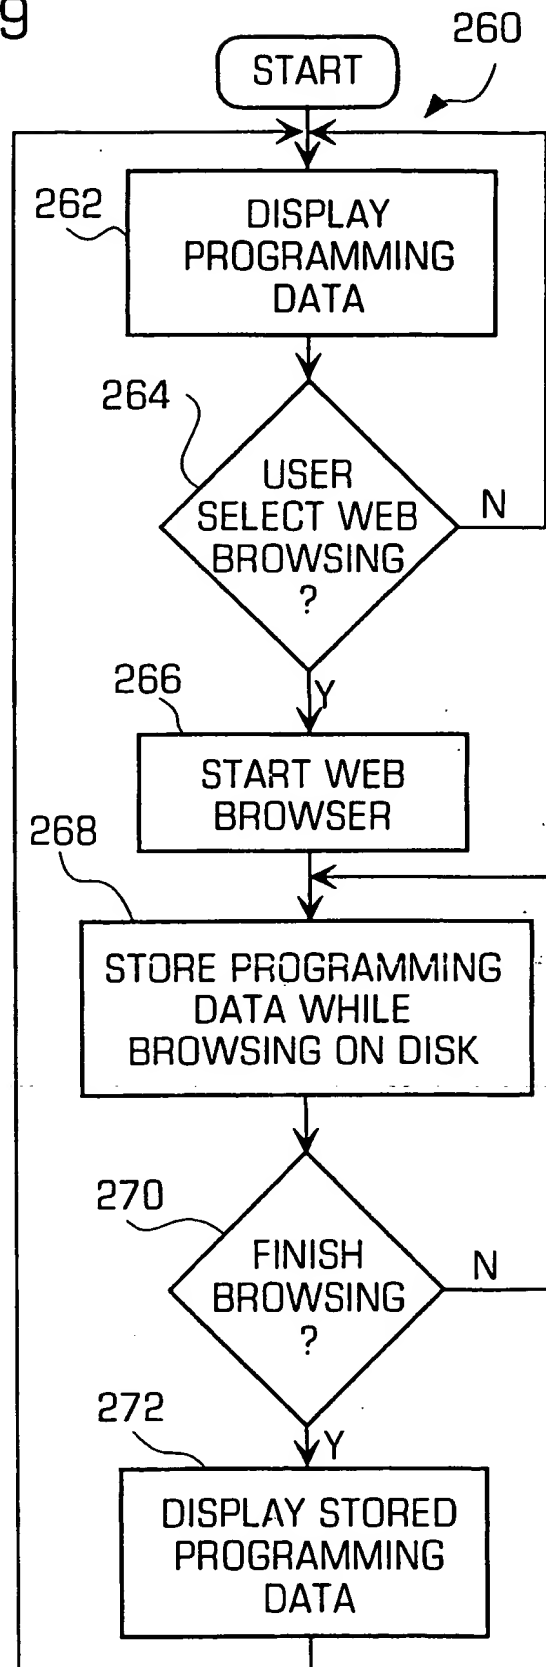 9
260
START
262
DISPLAY
PROGRAMMING
DATA
264
USER
SELECT WEB
BROWSING
?
N
Y
266
START WEB
BROWSER
268
STORE PROGRAMMING
DATA WHILE
BROWSING ON DISK
270
FINISH
BROWSING
?
N
Y
272
DISPLAY STORED
PROGRAMMING
DATA